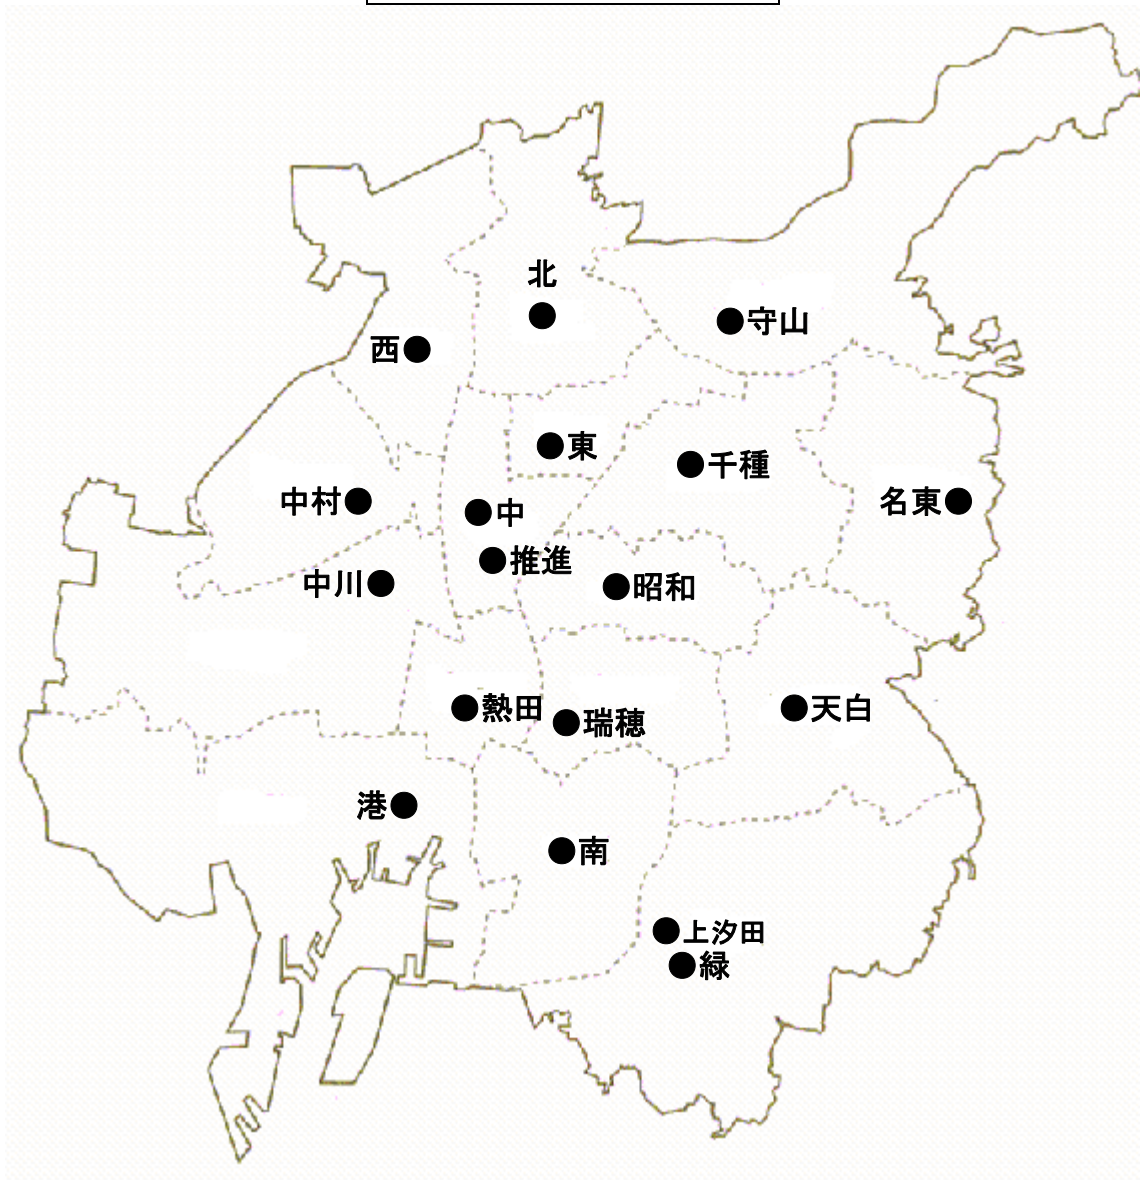 北
守山
西
東
千種
中村
名東
中
推進
中川
昭和
熱田
瑞穂
天白
港
南
上汐田
緑